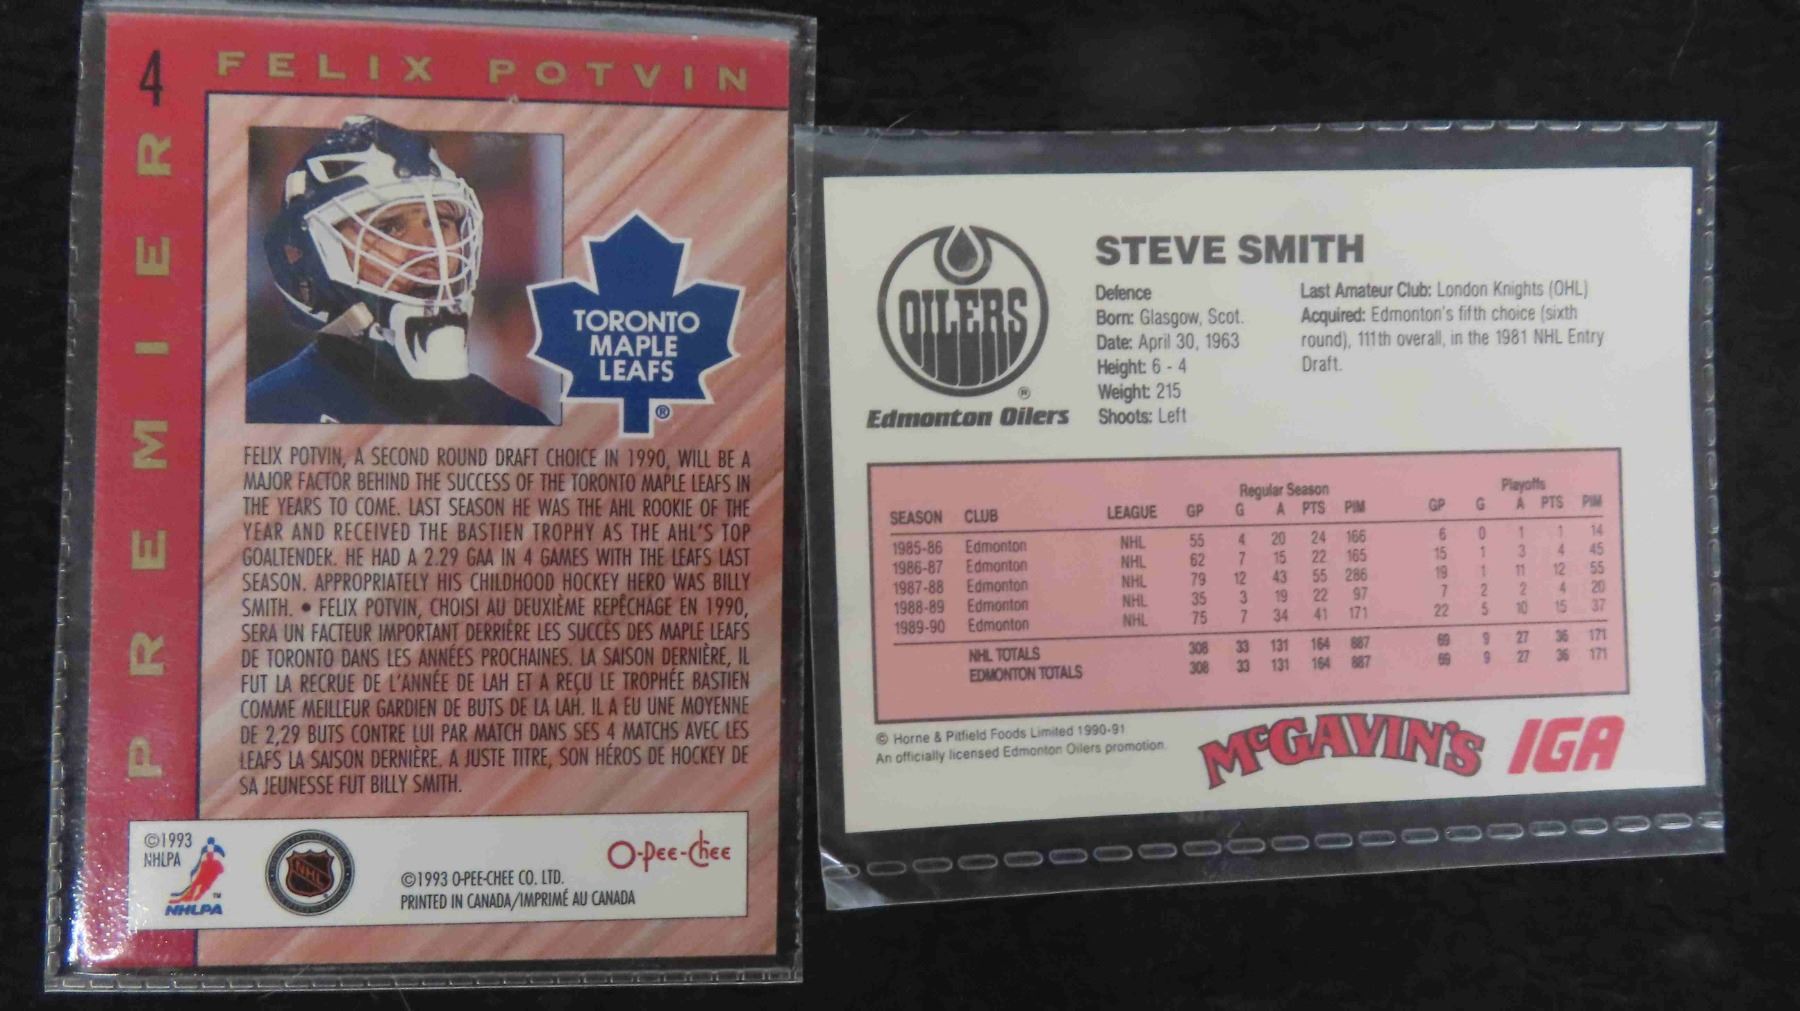 4
FELIX POTVIN
PREMIER
TORONTO
MAPLE
LEAFS
®
FELIX POTVIN, A SECOND ROUND DRAFT CHOICE IN 1990, WILL BE A
MAJOR FACTOR BEHIND THE SUCCESS OF THE TORONTO MAPLE LEAFS IN
THE YEARS TO COME. LAST SEASON HE WAS THE AHL ROOKIE OF THE
YEAR AND RECEIVED THE BASTIEN TROPHY AS THE AHL'S TOP
GOALTENDER. HE HAD A 2.29 GAA IN 4 GAMES WITH THE LEAFS LAST
SEASON. APPROPRIATELY HIS CHILDHOOD HOCKEY HERO WAS BILLY
SMITH. • FELIX POTVIN, CHOISI AU DEUXIÈME REPÊCHAGE EN 1990,
SERA UN FACTEUR IMPORTANT DERRIÈRE LES SUCCÈS DES MAPLE LEAFS
DE TORONTO DANS LES ANNÉES PROCHAINES. LA SAISON DERNIÈRE, IL
FUT LA RECRUE DE L'ANNÉE DE LAH ET A REÇU LE TROPHÉE BASTIEN
COMME MEILLEUR GARDIEN DE BUTS DE LA LAH. IL A EU UNE MOYENNE
DE 2,29 BUTS CONTRE LUI PAR MATCH DANS SES 4 MATCHS AVEC LES
LEAFS LA SAISON DERNIÈRE. A JUSTE TITRE, SON HÉROS DE HOCKEY DE
SA JEUNESSE FUT BILLY SMITH.
©1993
NHLPA
NHLPA
™
NHL
©1993 O-PEE-CHEE CO. LTD.
PRINTED IN CANADA/IMPRIMÉ AU CANADA
O-Pee-Chee
OILERS
®
Edmonton Oilers
STEVE SMITH
Defence
Born: Glasgow, Scot.
Date: April 30, 1963
Height: 6 - 4
Weight: 215
Shoots: Left
Last Amateur Club: London Knights (OHL)
Acquired: Edmonton's fifth choice (sixth
round), 111th overall, in the 1981 NHL Entry
Draft.
Regular Season Playoffs
SEASON CLUB LEAGUE GP G A PTS PIM GP G A PTS PIM
1985-86 Edmonton NHL 55 4 20 24 166 6 0 1 1 14
1986-87 Edmonton NHL 62 7 15 22 165 15 1 3 4 45
1987-88 Edmonton NHL 79 12 43 55 286 19 1 11 12 55
1988-89 Edmonton NHL 35 3 19 22 97 7 2 2 4 20
1989-90 Edmonton NHL 75 7 34 41 171 22 5 10 15 37
NHL TOTALS 308 33 131 164 887 69 9 27 36 171
EDMONTON TOTALS 308 33 131 164 887 69 9 27 36 171
© Horne & Pitfield Foods Limited 1990-91
An officially licensed Edmonton Oilers promotion.
McGAVIN'S
IGA